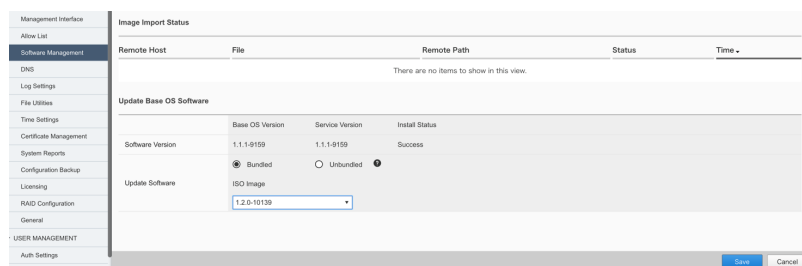 Management Interface
Allow List
Software Management
DNS
Log Settings
File Utilities
Time Settings
Certificate Management
System Reports
Configuration Backup
Licensing
RAID Configuration
General
USER MANAGEMENT
Auth Settings
Image Import Status
Remote Host File Remote Path Status Time
There are no items to show in this view.
Update Base OS Software
Base OS Version Service Version Install Status
Software Version 1.1.1-9159 1.1.1-9159 Success
Bundled Unbundled ?
Update Software ISO Image
1.2.0-10139
Save Cancel